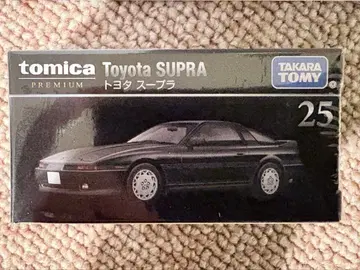 tomica Toyota SUPRA
PREMIUM トヨタ スープラ
TAKARA
TOMY
25